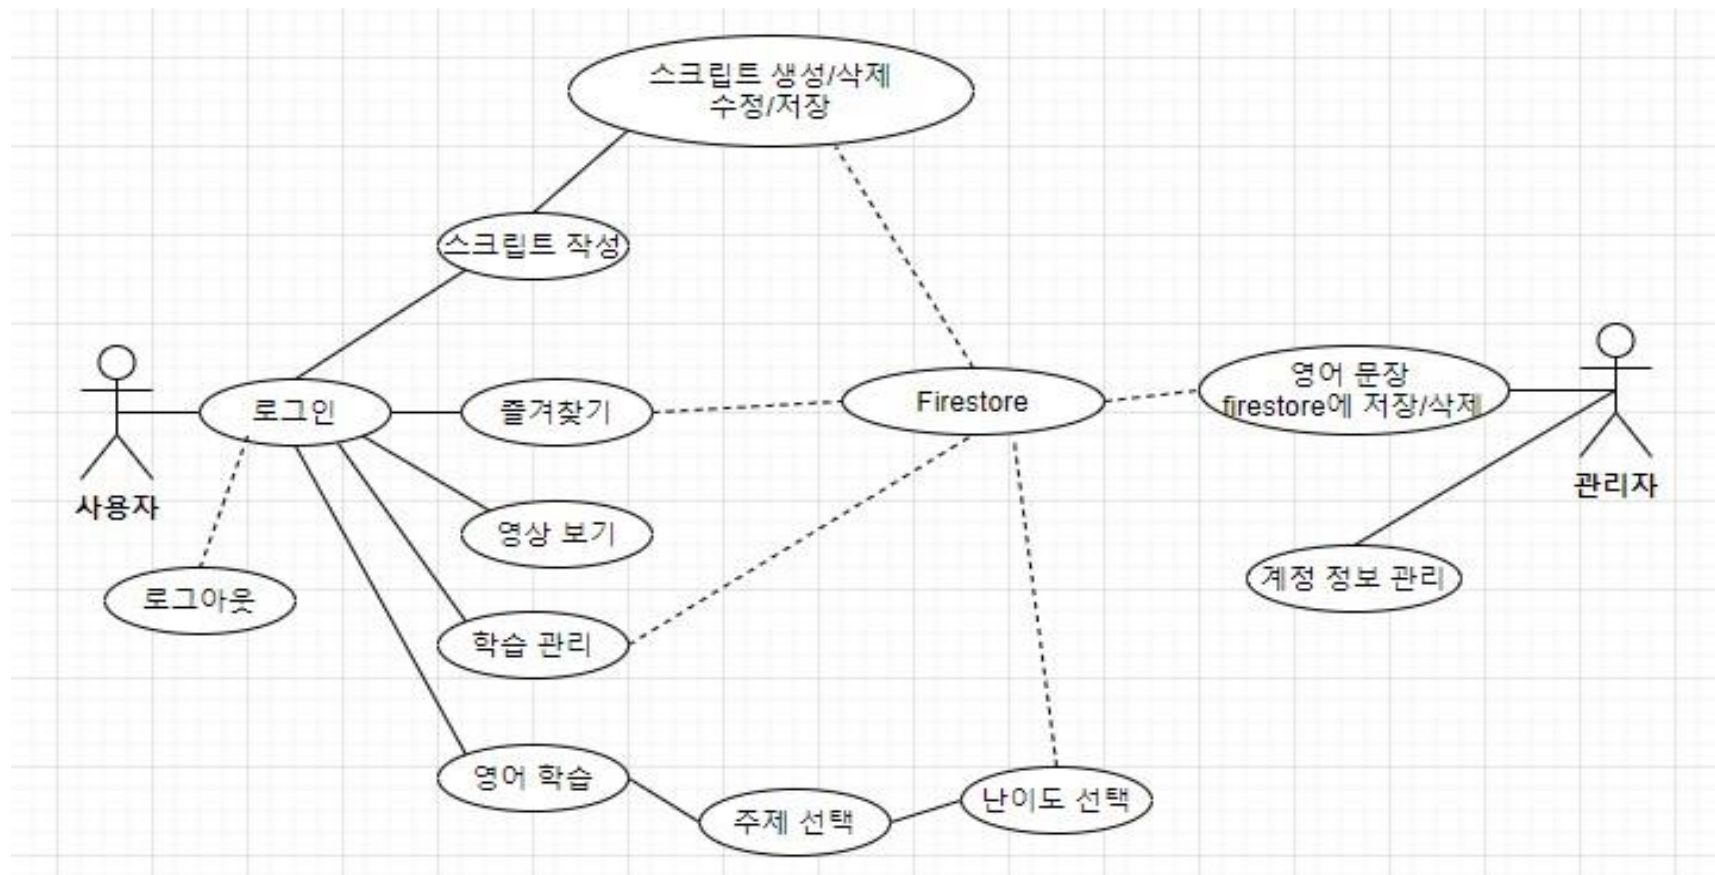 스크립트 생성/삭제
수정/저장
스크립트 작성
로그인
즐겨찾기
Firestore
영어 문장
firestore에 저장/삭제
사용자
관리자
영상 보기
로그아웃
계정 정보 관리
학습 관리
영어 학습
주제 선택
난이도 선택